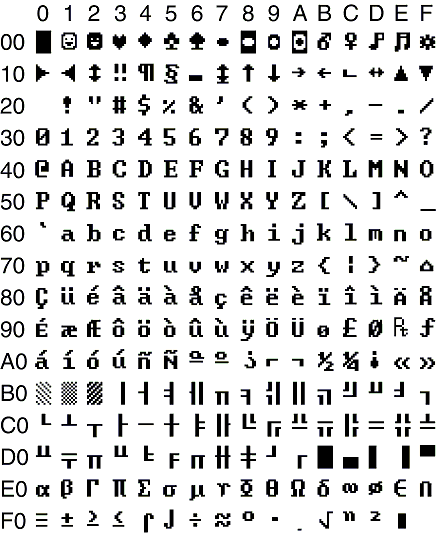 0 1 2 3 4 5 6 7 8 9 A B C D E F
00 █ ☺ ☻ ♥ ♦ ♣ ♠ • ◘ ○ ◙ ♂ ♀ ♪ ♫ ☼
10 ► ◄ ↕ ‼ ¶ § ▬ ↨ ↑ ↓ → ← ∟ ↔ ▲ ▼
20 ! " # $ % & ' ( ) * + , - . /
30 0 1 2 3 4 5 6 7 8 9 : ; < = > ?
40 @ A B C D E F G H I J K L M N O
50 P Q R S T U V W X Y Z [ \ ] ^ _
60 ` a b c d e f g h i j k l m n o
70 p q r s t u v w x y z { ¦ } ~ ⌂
80 Ç ü é â ä à å ç ê ë è ï î ì Ä Å
90 É æ Æ ô ö ò û ù ÿ Ö Ü ø £ Ø ₧ ƒ
A0 á í ó ú ñ Ñ ª º ¿ ⌐ ¬ ½ ¼ ¡ « »
B0 ░ ▒ ▓ │ ┤ ╡ ╢ ╖ ╕ ╣ ║ ╗ ╝ ╜ ╛ ┐
C0 └ ┴ ┬ ├ ─ ┼ ╞ ╟ ╚ ╔ ╩ ╦ ╠ ═ ╬ ╧
D0 ╨ ╤ ╥ ╙ ╘ ╒ ╓ ╫ ╪ ┘ ┌ █ ▄ ▌ ▐ ▀
E0 α β Γ Π Σ σ µ τ Φ θ Ω δ ∞ ø ∈ ∩
F0 ≡ ± ≥ ≤ ⌠ ⌡ ÷ ≈ ° ∙ · √ ⁿ ² ■